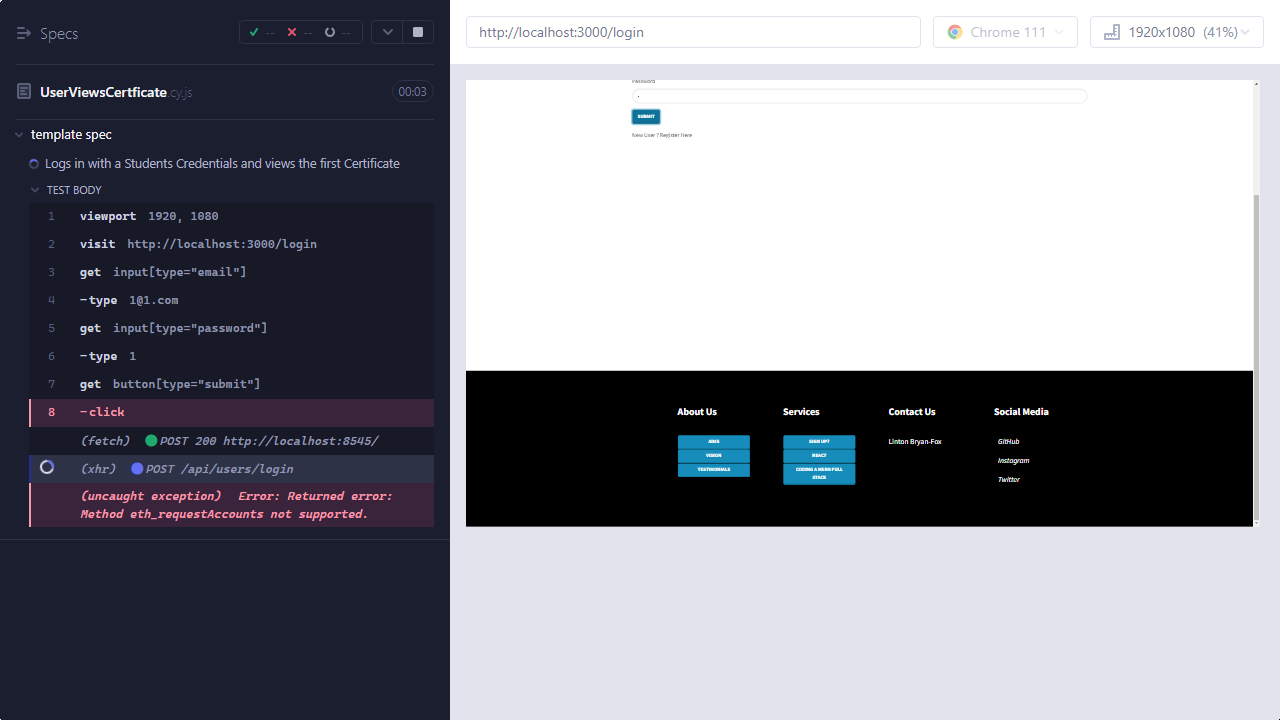 Specs
-- -- --
UserViewsCertficate.cy.js
00:03
template spec
Logs in with a Students Credentials and views the first Certificate
TEST BODY
1 viewport 1920, 1080
2 visit http://localhost:3000/login
3 get input[type="email"]
4 -type 1@1.com
5 get input[type="password"]
6 -type 1
7 get button[type="submit"]
8 -click
(fetch) POST 200 http://localhost:8545/
(xhr) POST /api/users/login
(uncaught exception) Error: Returned error:
Method eth_requestAccounts not supported.
http://localhost:3000/login
Chrome 111
1920x1080 (41%)
Password
SUBMIT
New User ? Register Here
About Us
AIMS
VISION
TESTIMONIALS
Services
SIGN UP?
REACT
CODING A MERN FULL
STACK
Contact Us
Linton Bryan-Fox
Social Media
GitHub
Instagram
Twitter